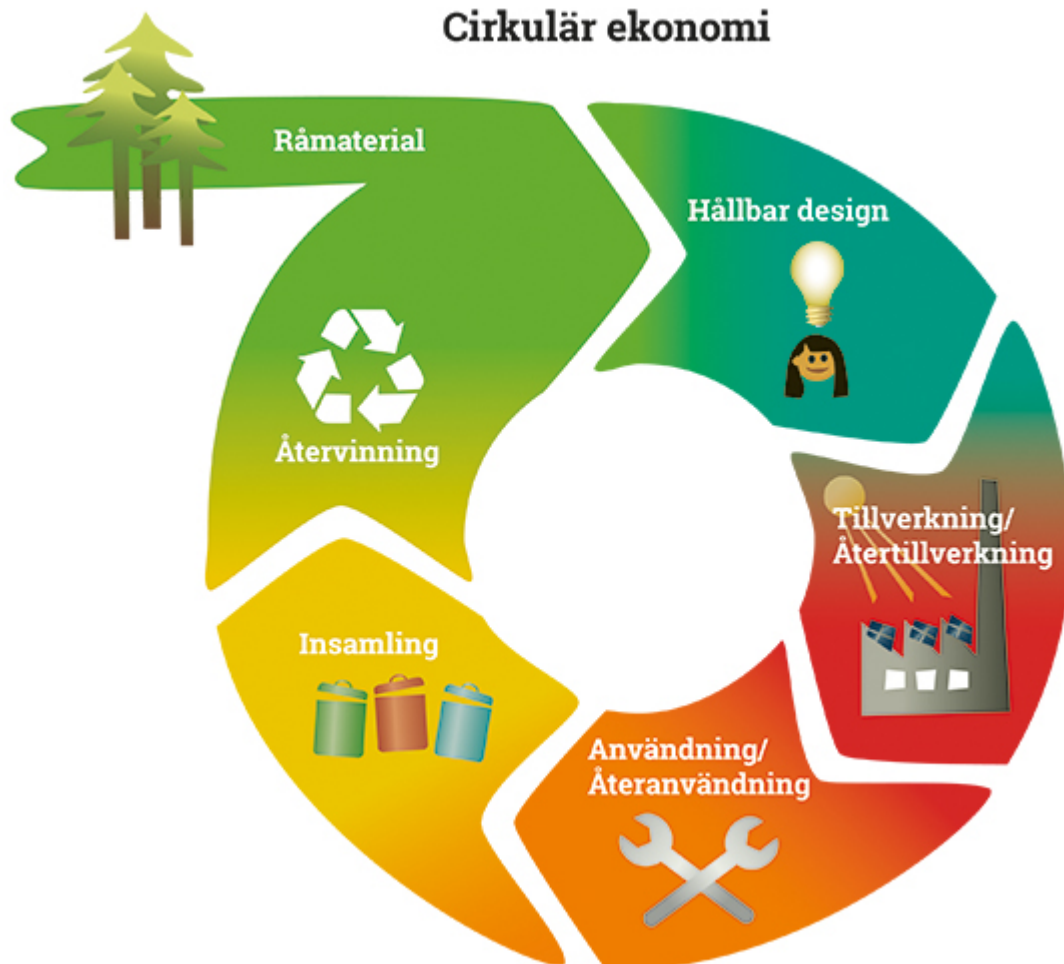 Cirkulär ekonomi
Råmaterial
Hållbar design
Tillverkning/
Återtillverkning
Användning/
Återanvändning
Insamling
Återvinning